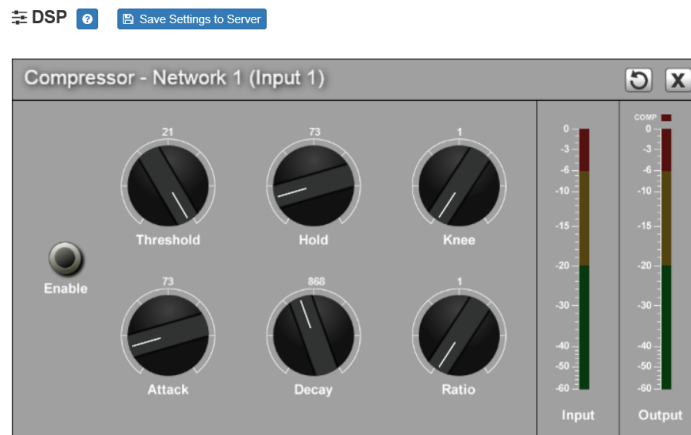 DSP ? Save Settings to Server
Compressor - Network 1 (Input 1) X
21 73 1
Threshold Hold Knee
Enable
73 868 1
Attack Decay Ratio
COMP
0 0
-3 -3
-6 -6
-10 -10
-15 -15
-20 -20
-30 -30
-40 -40
-50 -50
-60 -60
Input Output